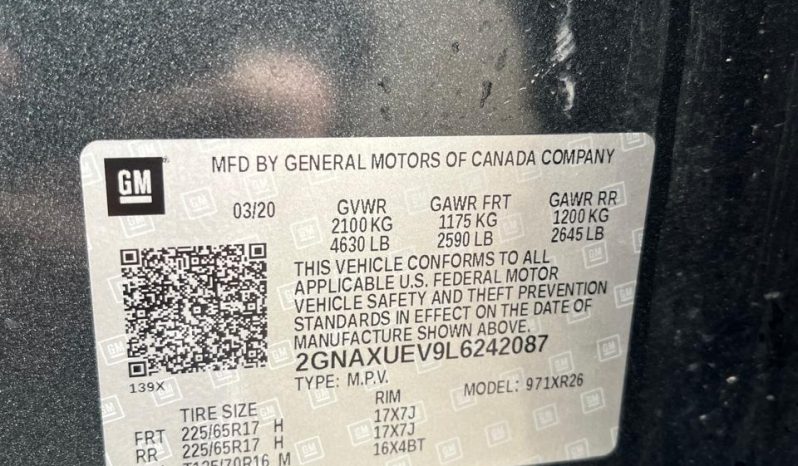 GM
MFD BY GENERAL MOTORS OF CANADA COMPANY
03/20 GVWR GAWR FRT GAWR RR
2100 KG 1175 KG 1200 KG
4630 LB 2590 LB 2645 LB
THIS VEHICLE CONFORMS TO ALL
APPLICABLE U.S. FEDERAL MOTOR
VEHICLE SAFETY AND THEFT PREVENTION
STANDARDS IN EFFECT ON THE DATE OF
MANUFACTURE SHOWN ABOVE.
2GNAXUEV9L6242087
139X
TYPE: M.P.V. MODEL: 971XR26
TIRE SIZE RIM
FRT 225/65R17 H 17X7J
RR 225/65R17 H 17X7J
T135/70R16 M 16X4BT